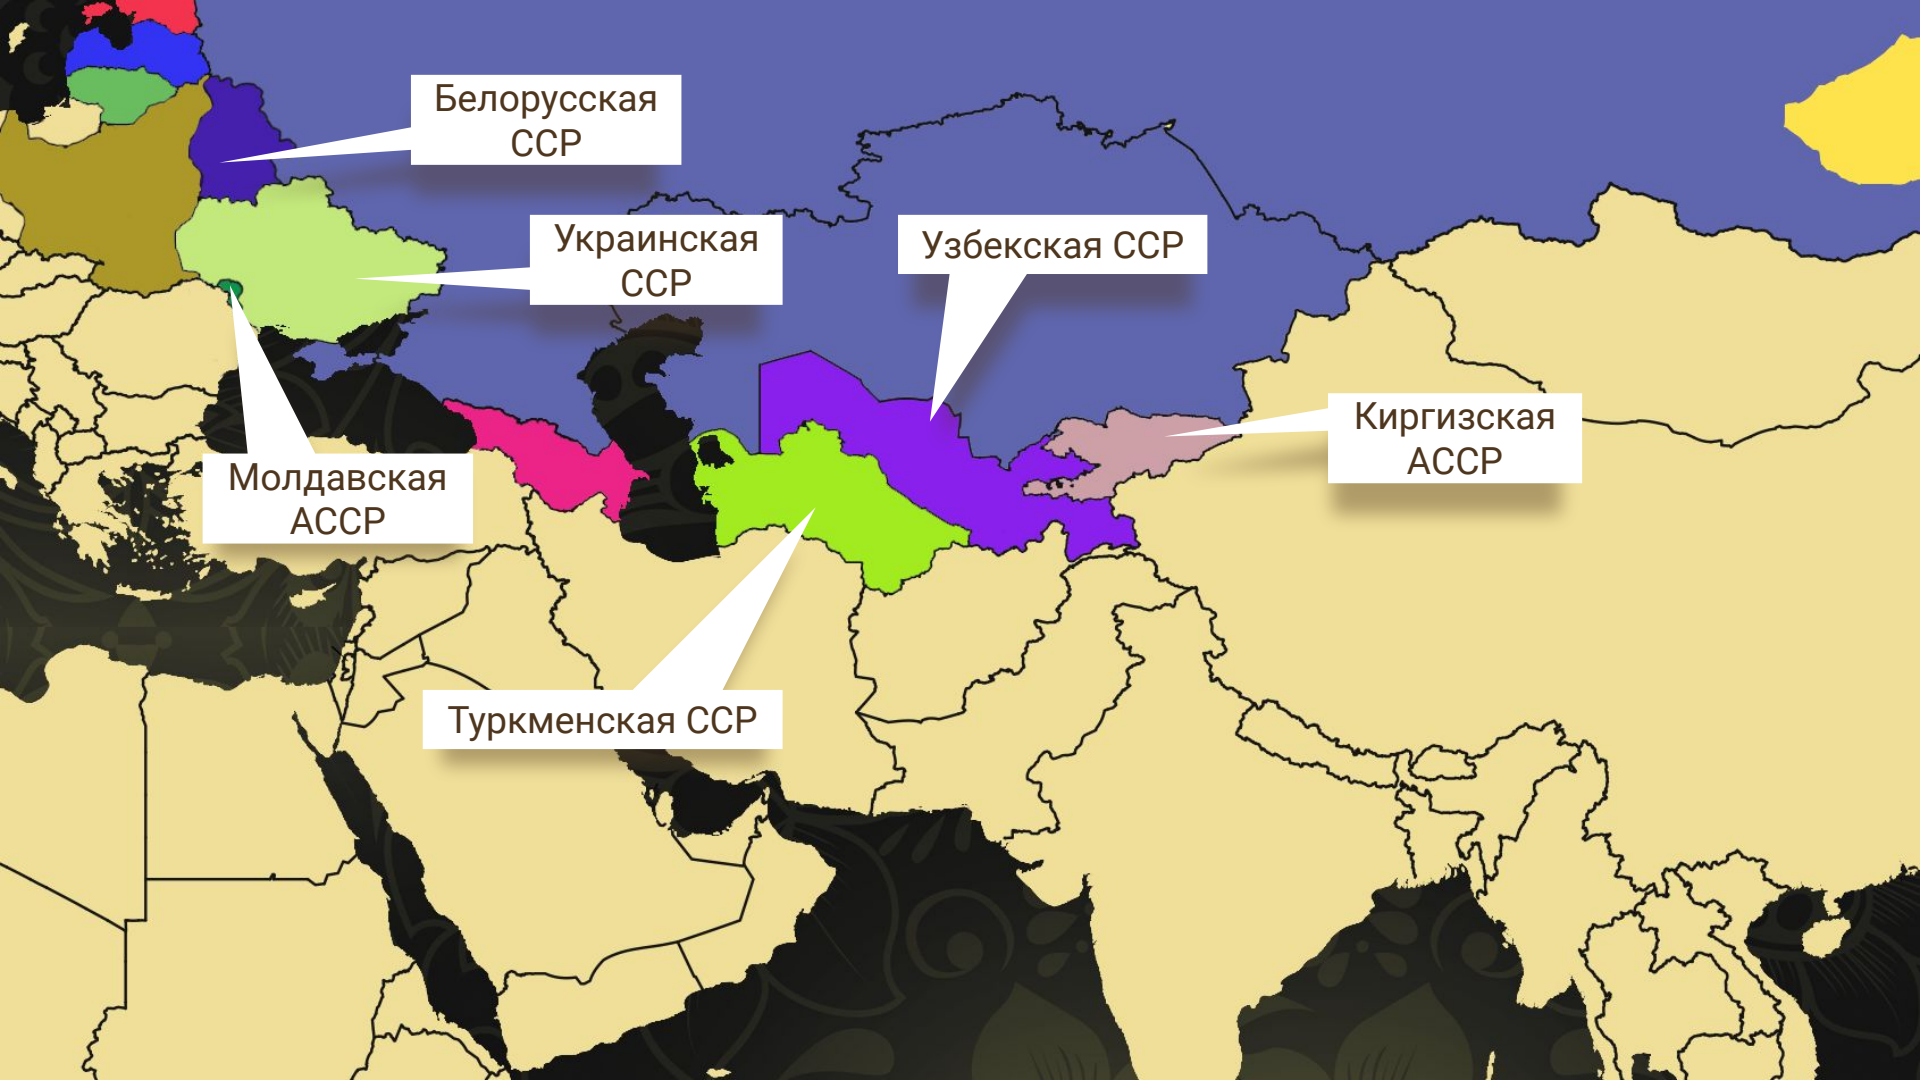 Белорусская
ССР
Украинская
ССР
Узбекская ССР
Киргизская
АССР
Молдавская
АССР
Туркменская ССР